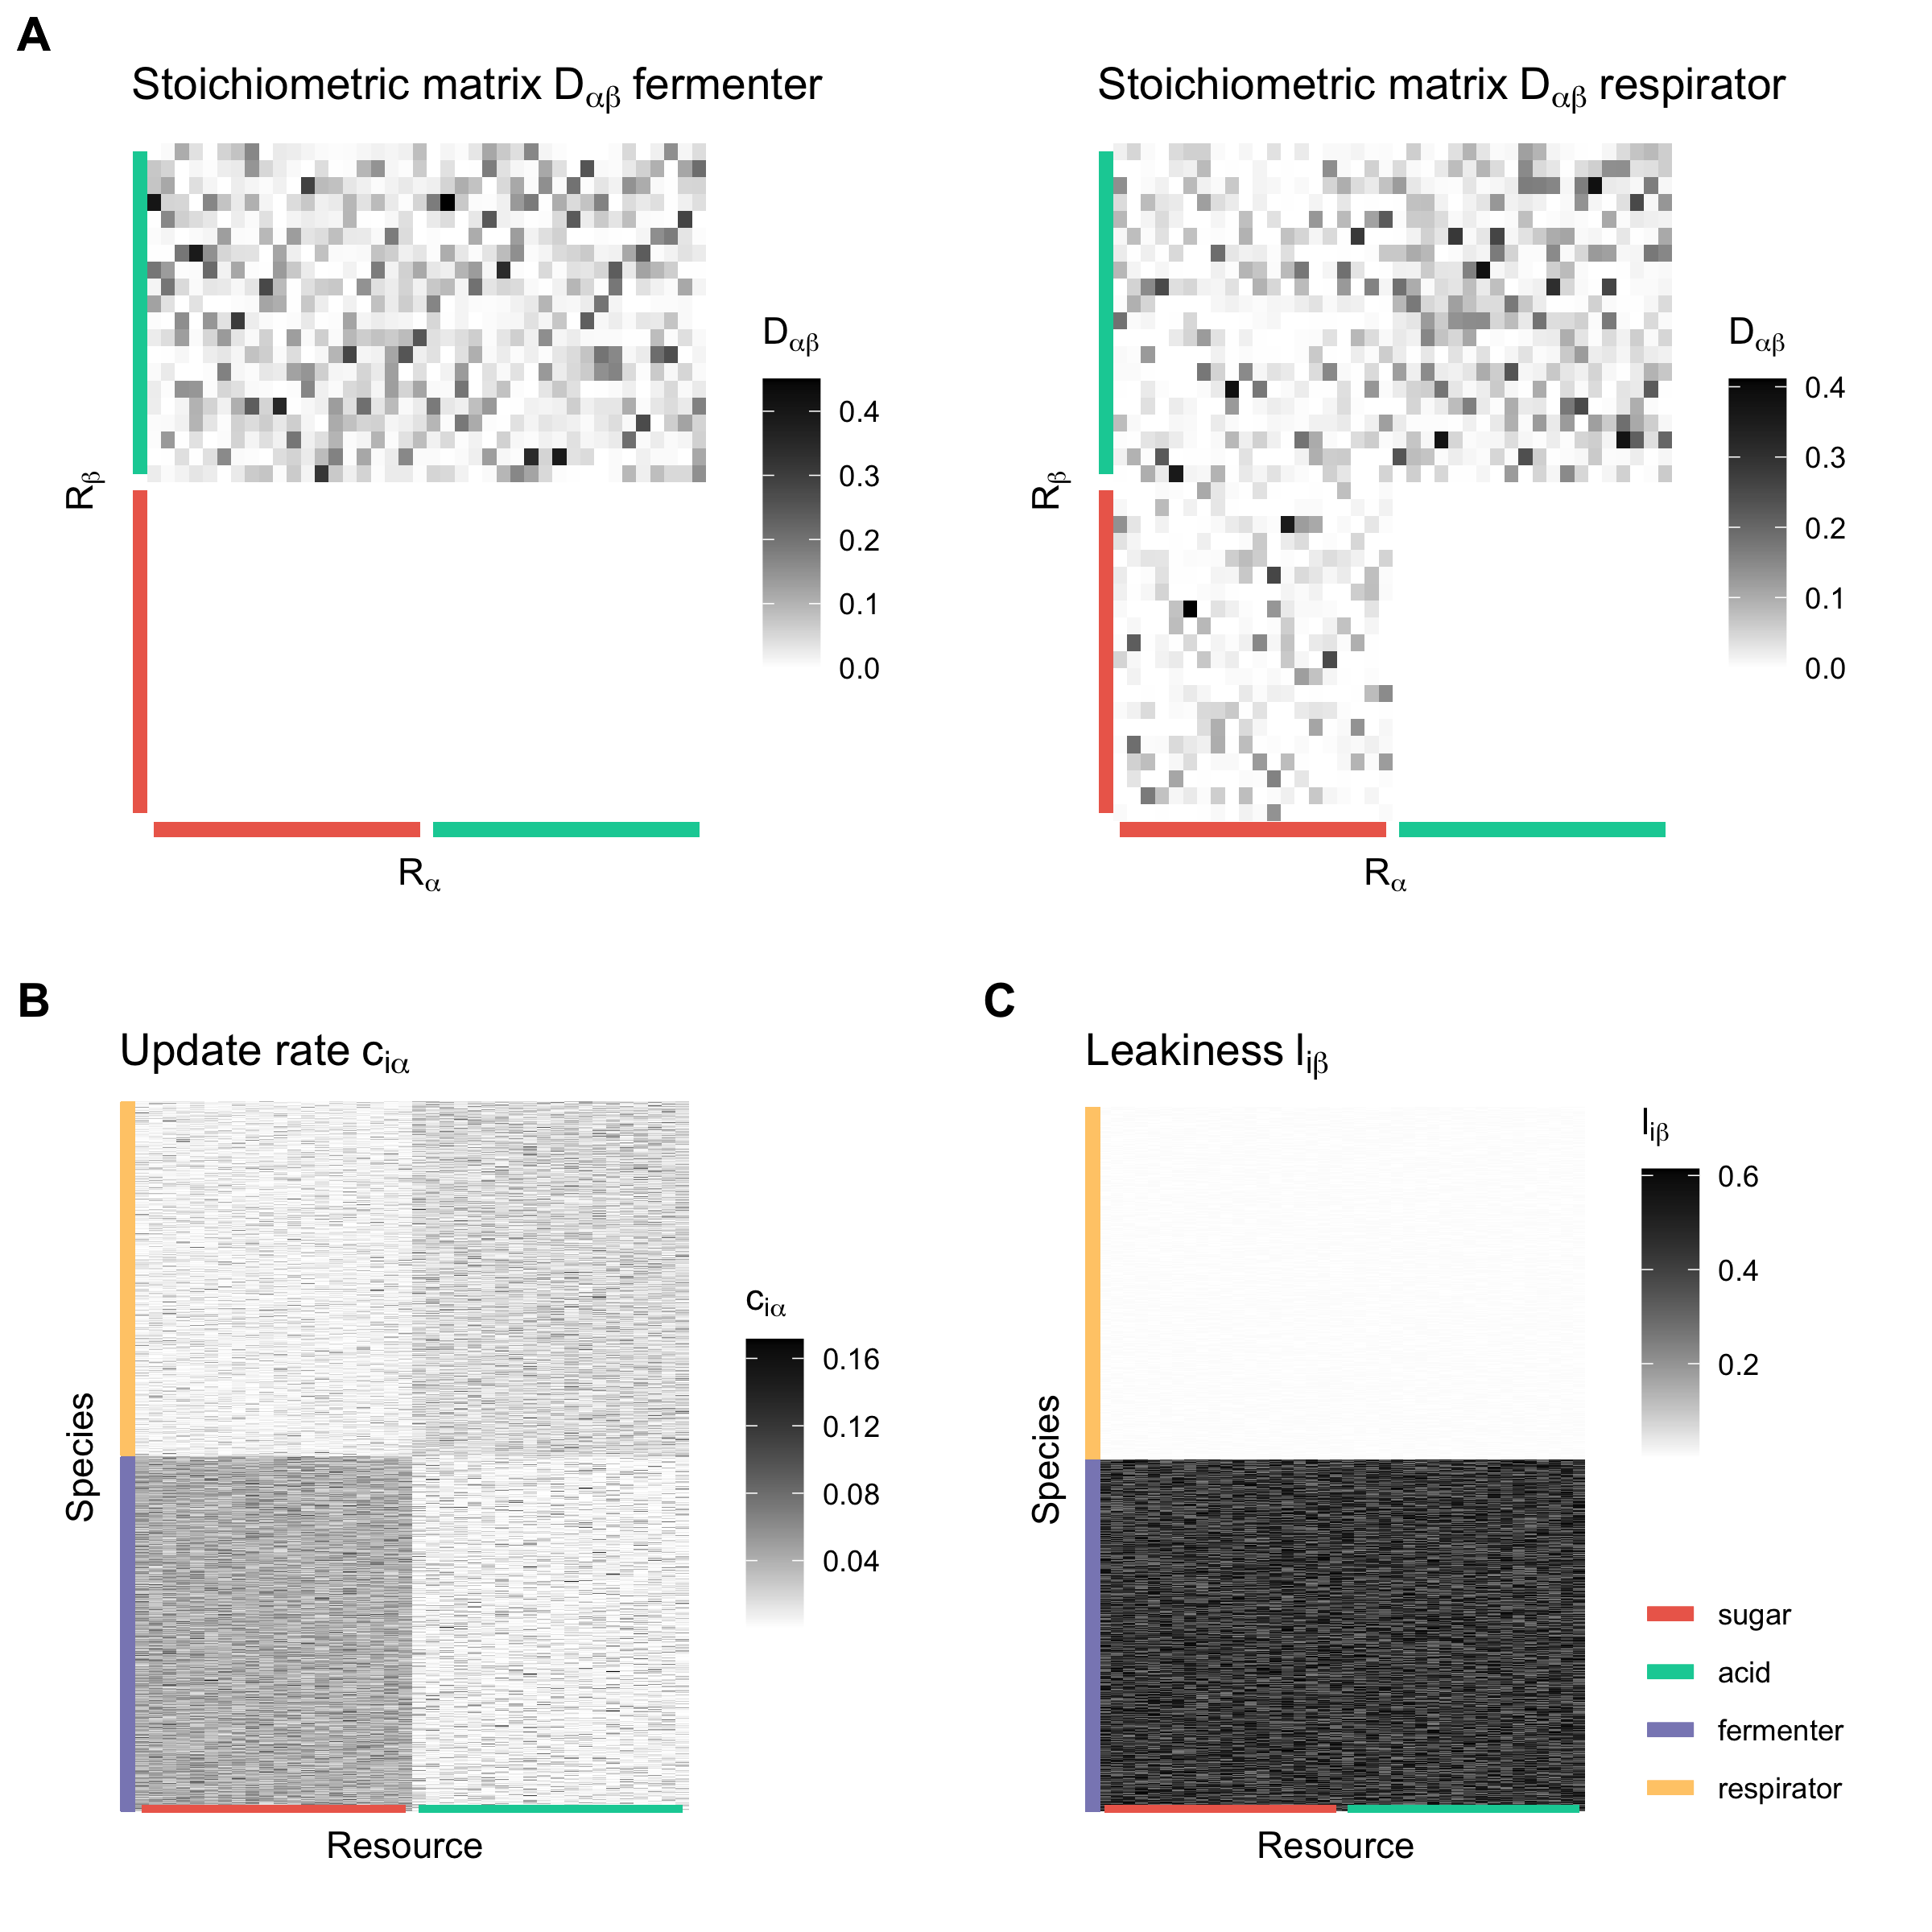 A
Stoichiometric matrix Dαβ fermenter
Rβ
Rα
Dαβ
0.4
0.3
0.2
0.1
0.0
Stoichiometric matrix Dαβ respirator
Rβ
Rα
Dαβ
0.4
0.3
0.2
0.1
0.0
B
Update rate ciα
Species
Resource
ciα
0.16
0.12
0.08
0.04
C
Leakiness liβ
Species
Resource
liβ
0.6
0.4
0.2
sugar
acid
fermenter
respirator